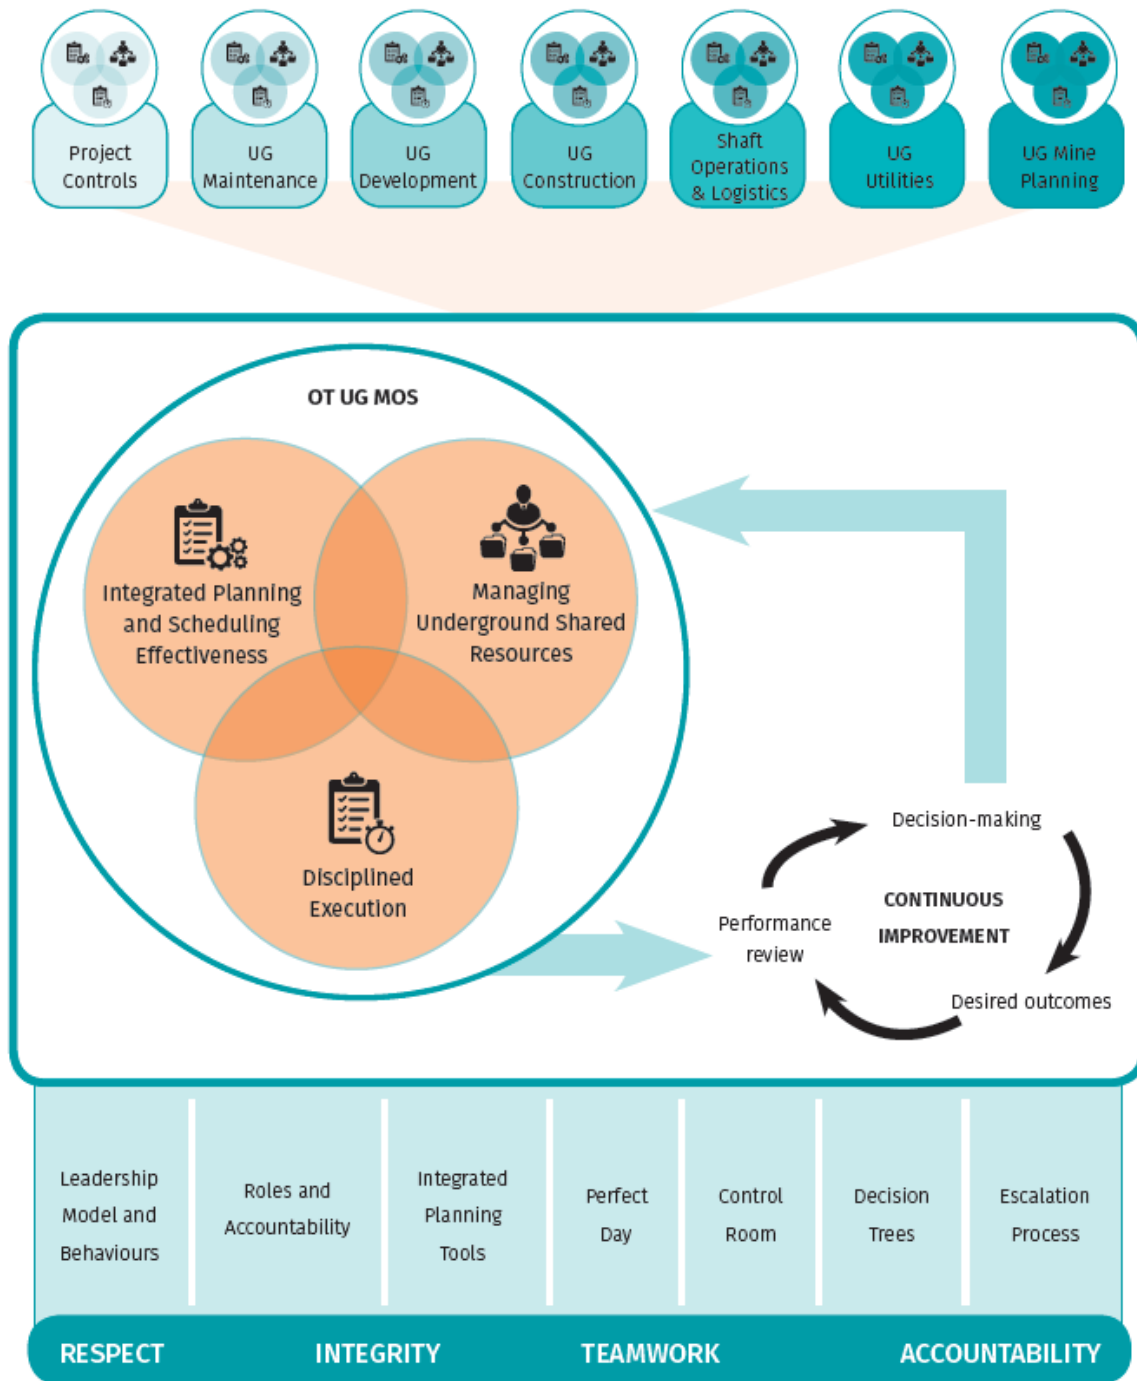 Project
Controls
UG
Maintenance
UG
Development
UG
Construction
Shaft
Operations
& Logistics
UG
Utilities
UG Mine
Planning
OT UG MOS
Integrated Planning
and Scheduling
Effectiveness
Managing
Underground Shared
Resources
Disciplined
Execution
Decision-making
CONTINUOUS
IMPROVEMENT
Performance
review
Desired outcomes
Leadership
Model and
Behaviours
Roles and
Accountability
Integrated
Planning
Tools
Perfect
Day
Control
Room
Decision
Trees
Escalation
Process
RESPECT
INTEGRITY
TEAMWORK
ACCOUNTABILITY